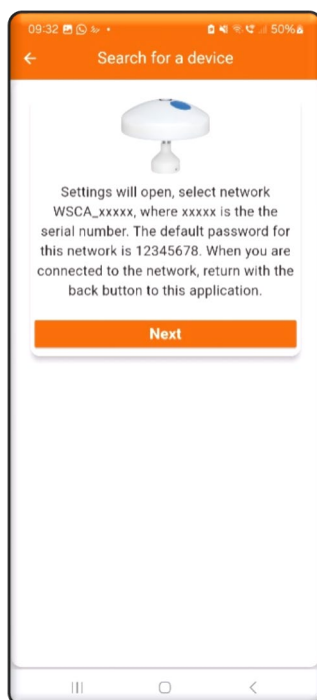 09:32
50%
Search for a device
Settings will open, select network
WSCA_xxxxx, where xxxxx is the the
serial number. The default password for
this network is 12345678. When you are
connected to the network, return with the
back button to this application.
Next